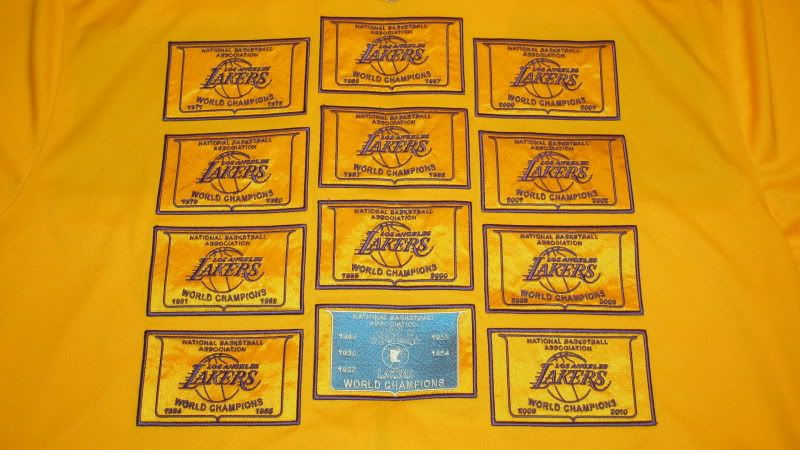 NATIONAL BASKETBALL
ASSOCIATION
LOS ANGELES
LAKERS
WORLD CHAMPIONS
1971 1972
NATIONAL BASKETBALL
ASSOCIATION
LOS ANGELES
LAKERS
WORLD CHAMPIONS
1979 1980
NATIONAL BASKETBALL
ASSOCIATION
LOS ANGELES
LAKERS
WORLD CHAMPIONS
1981 1982
NATIONAL BASKETBALL
ASSOCIATION
LOS ANGELES
LAKERS
WORLD CHAMPIONS
1984 1985
NATIONAL BASKETBALL
ASSOCIATION
LOS ANGELES
LAKERS
WORLD CHAMPIONS
1986 1987
NATIONAL BASKETBALL
ASSOCIATION
LOS ANGELES
LAKERS
WORLD CHAMPIONS
1987 1988
NATIONAL BASKETBALL
ASSOCIATION
LOS ANGELES
LAKERS
WORLD CHAMPIONS
1999 2000
NATIONAL BASKETBALL
ASSOCIATION
1949 1953
1950 1954
1952
WORLD CHAMPIONS
NATIONAL BASKETBALL
ASSOCIATION
LOS ANGELES
LAKERS
WORLD CHAMPIONS
2000 2001
NATIONAL BASKETBALL
ASSOCIATION
LOS ANGELES
LAKERS
WORLD CHAMPIONS
2001 2002
NATIONAL BASKETBALL
ASSOCIATION
LOS ANGELES
LAKERS
WORLD CHAMPIONS
2008 2009
NATIONAL BASKETBALL
ASSOCIATION
LOS ANGELES
LAKERS
WORLD CHAMPIONS
2009 2010